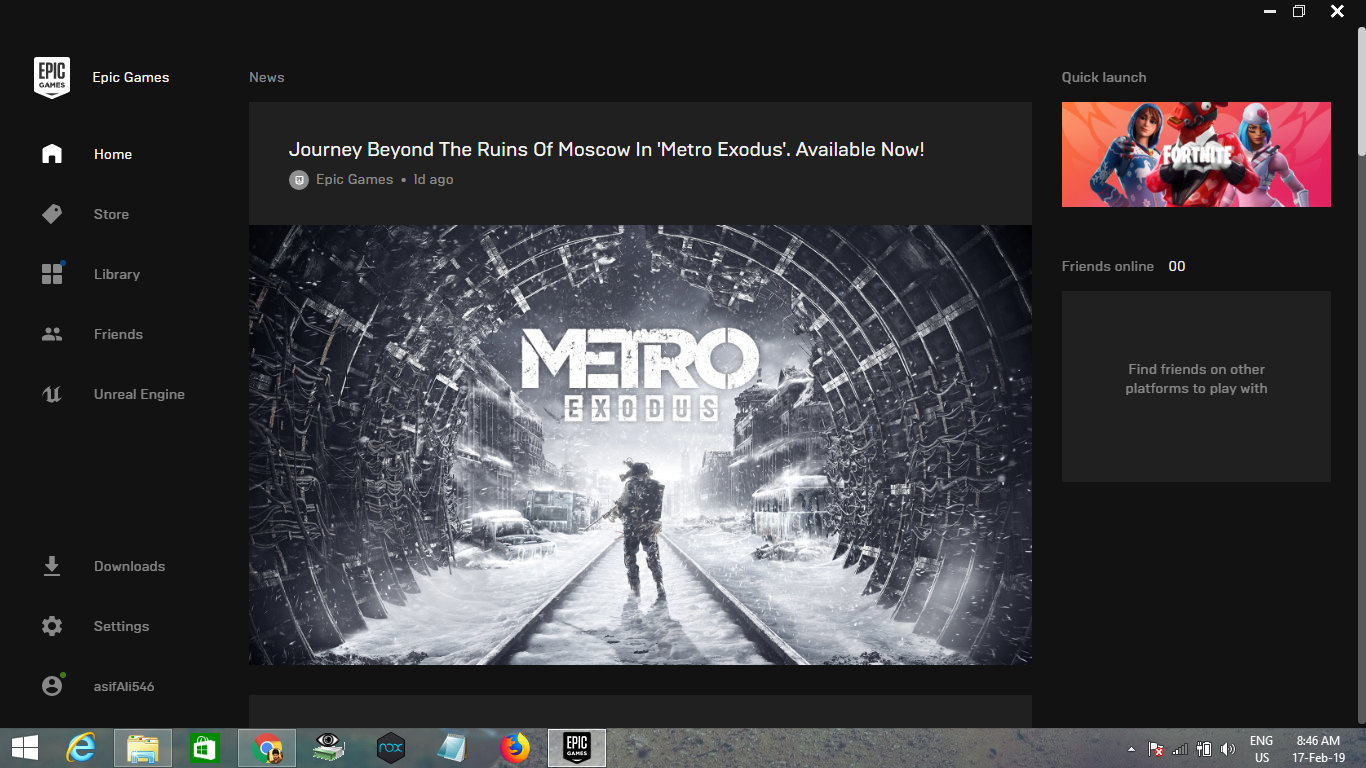 EPIC
GAMES
Epic Games
Home
Store
Library
Friends
Unreal Engine
Downloads
Settings
asifAli546
News
Journey Beyond The Ruins Of Moscow In 'Metro Exodus'. Available Now!
Epic Games • 1d ago
METRO
EXODUS
Quick launch
FORTNITE
Friends online 00
Find friends on other
platforms to play with
nox
EPIC
GAMES
ENG
US
8:46 AM
17-Feb-19